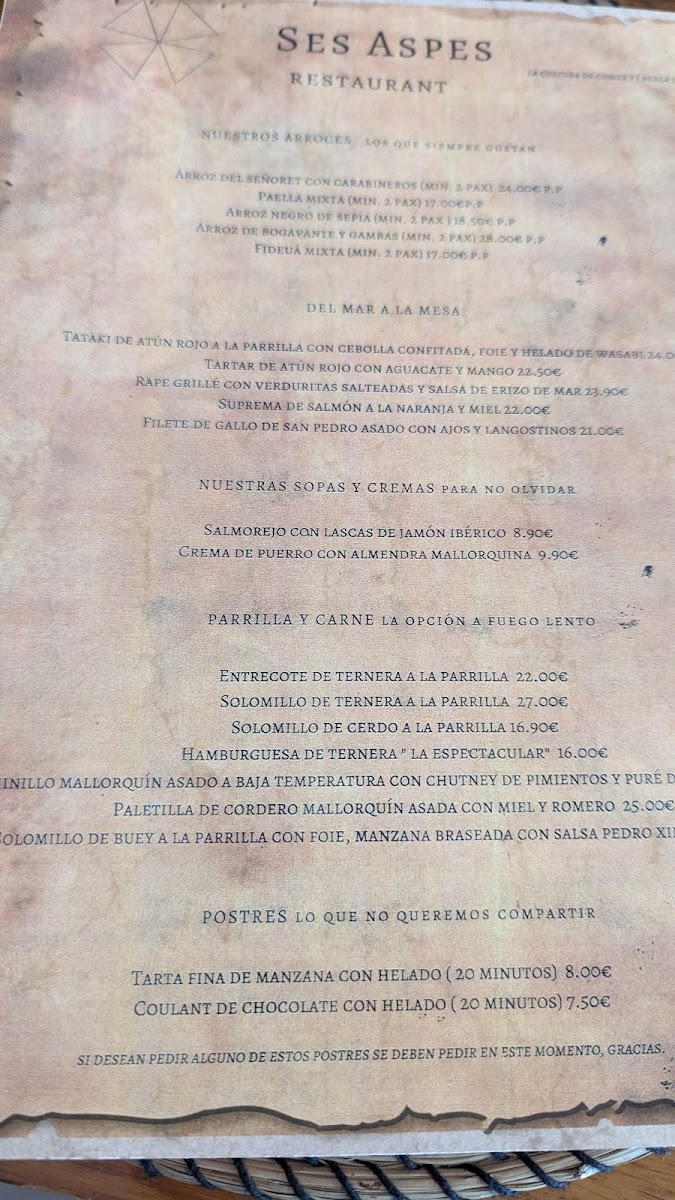 SES ASPES
RESTAURANT
LA CULTURA DE COMER Y
NUESTROS ARROCES LOS QUE SIEMPRE GUSTAN
ARROZ DEL SEÑORET CON CARABINEROS (MIN. 2 PAX) 24.00€ P.P
PAELLA MIXTA (MIN. 2 PAX) 17.00€P.P
ARROZ NEGRO DE SEPIA (MIN. 2 PAX ) 18.50€ P.P
ARROZ DE BOGAVANTE Y GAMBAS (MIN. 2 PAX) 28.00€ P.P
FIDEUÁ MIXTA (MIN. 2 PAX) 17.00€ P.P
DEL MAR A LA MESA
TATAKI DE ATÚN ROJO A LA PARRILLA CON CEBOLLA CONFITADA, FOIE Y HELADO DE WASABI 24.0
TARTAR DE ATÚN ROJO CON AGUACATE Y MANGO 22.50€
RAPE GRILLÉ CON VERDURITAS SALTEADAS Y SALSA DE ERIZO DE MAR 23.90€
SUPREMA DE SALMÓN A LA NARANJA Y MIEL 22.00€
FILETE DE GALLO DE SAN PEDRO ASADO CON AJOS Y LANGOSTINOS 21.00€
NUESTRAS SOPAS Y CREMAS PARA NO OLVIDAR
SALMOREJO CON LASCAS DE JAMÓN IBÉRICO 8.90€
CREMA DE PUERRO CON ALMENDRA MALLORQUINA 9.90€
PARRILLA Y CARNE LA OPCIÓN A FUEGO LENTO
ENTRECOTE DE TERNERA A LA PARRILLA 22.00€
SOLOMILLO DE TERNERA A LA PARRILLA 27.00€
SOLOMILLO DE CERDO A LA PARRILLA 16.90€
HAMBURGUESA DE TERNERA " LA ESPECTACULAR" 16.00€
INILLO MALLORQUÍN ASADO A BAJA TEMPERATURA CON CHUTNEY DE PIMIENTOS Y PURÉ D
PALETILLA DE CORDERO MALLORQUÍN ASADA CON MIEL Y ROMERO 25.00€
SOLOMILLO DE BUEY A LA PARRILLA CON FOIE, MANZANA BRASEADA CON SALSA PEDRO XI
POSTRES LO QUE NO QUEREMOS COMPARTIR
TARTA FINA DE MANZANA CON HELADO ( 20 MINUTOS) 8.00€
COULANT DE CHOCOLATE CON HELADO ( 20 MINUTOS) 7.50€
SI DESEAN PEDIR ALGUNO DE ESTOS POSTRES SE DEBEN PEDIR EN ESTE MOMENTO, GRACIAS.